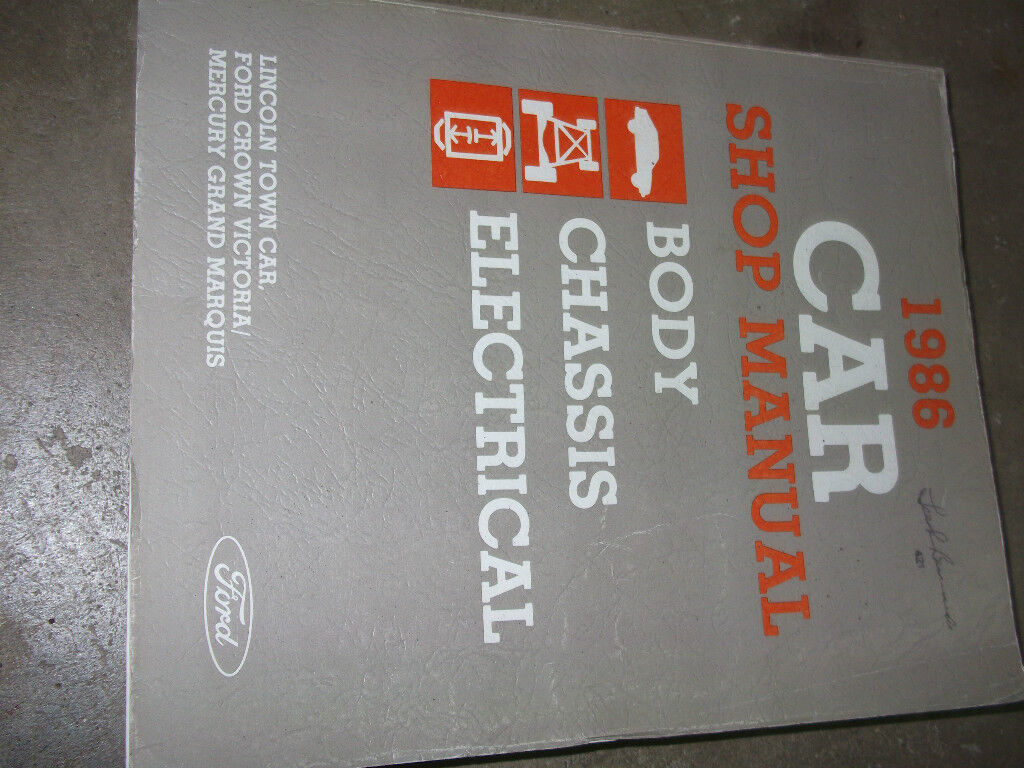 1986
CAR
SHOP MANUAL
BODY
CHASSIS
ELECTRICAL
LINCOLN TOWN CAR,
FORD CROWN VICTORIA/
MERCURY GRAND MARQUIS
Ford